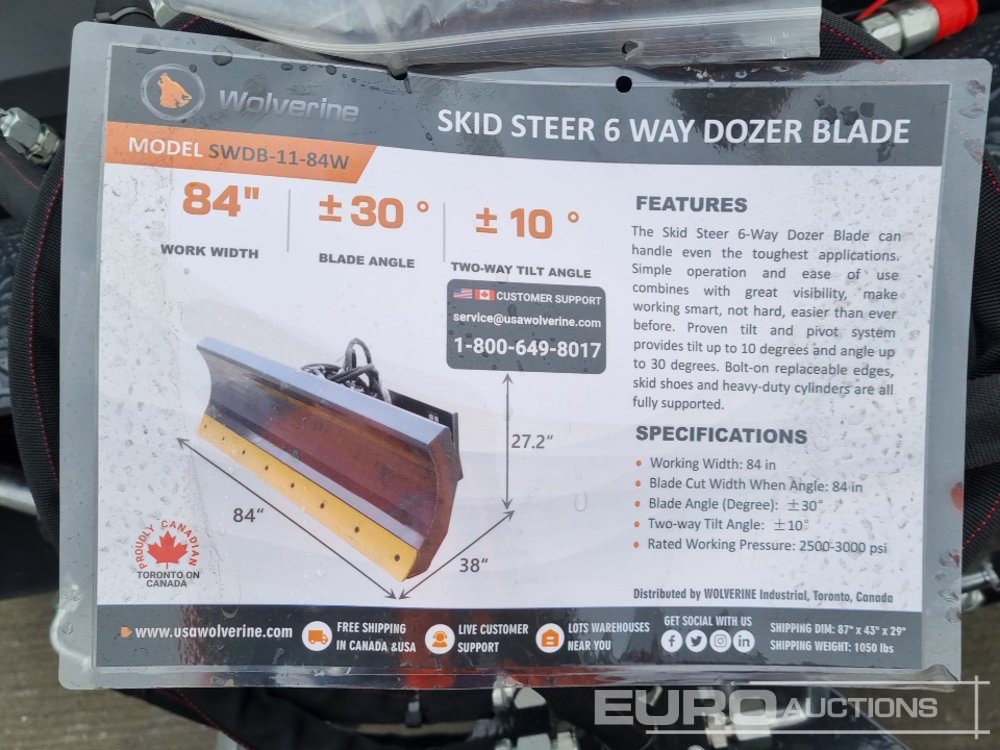 Wolverine
SKID STEER 6 WAY DOZER BLADE
MODEL SWDB-11-84W
84"
WORK WIDTH
± 30 °
BLADE ANGLE
± 10 °
TWO-WAY TILT ANGLE
CUSTOMER SUPPORT
service@usawolverine.com
1-800-649-8017
27.2"
84"
38"
PROUDLY CANADIAN
TORONTO ON
CANADA
FEATURES
The Skid Steer 6-Way Dozer Blade can
handle even the toughest applications.
Simple operation and ease of use
combines with great visibility, make
working smart, not hard, easier than ever
before. Proven tilt and pivot system
provides tilt up to 10 degrees and angle up
to 30 degrees. Bolt-on replaceable edges,
skid shoes and heavy-duty cylinders are all
fully supported.
SPECIFICATIONS
• Working Width: 84 in
• Blade Cut Width When Angle: 84 in
• Blade Angle (Degree): ±30°
• Two-way Tilt Angle: ±10°
• Rated Working Pressure: 2500-3000 psi
Distributed by WOLVERINE Industrial, Toronto, Canada
www.usawolverine.com
FREE SHIPPING
IN CANADA &USA
LIVE CUSTOMER
SUPPORT
LOTS WAREHOUSES
NEAR YOU
GET SOCIAL WITH US
SHIPPING DIM: 87" x 43" x 29"
SHIPPING WEIGHT: 1050 lbs
EURO AUCTIONS